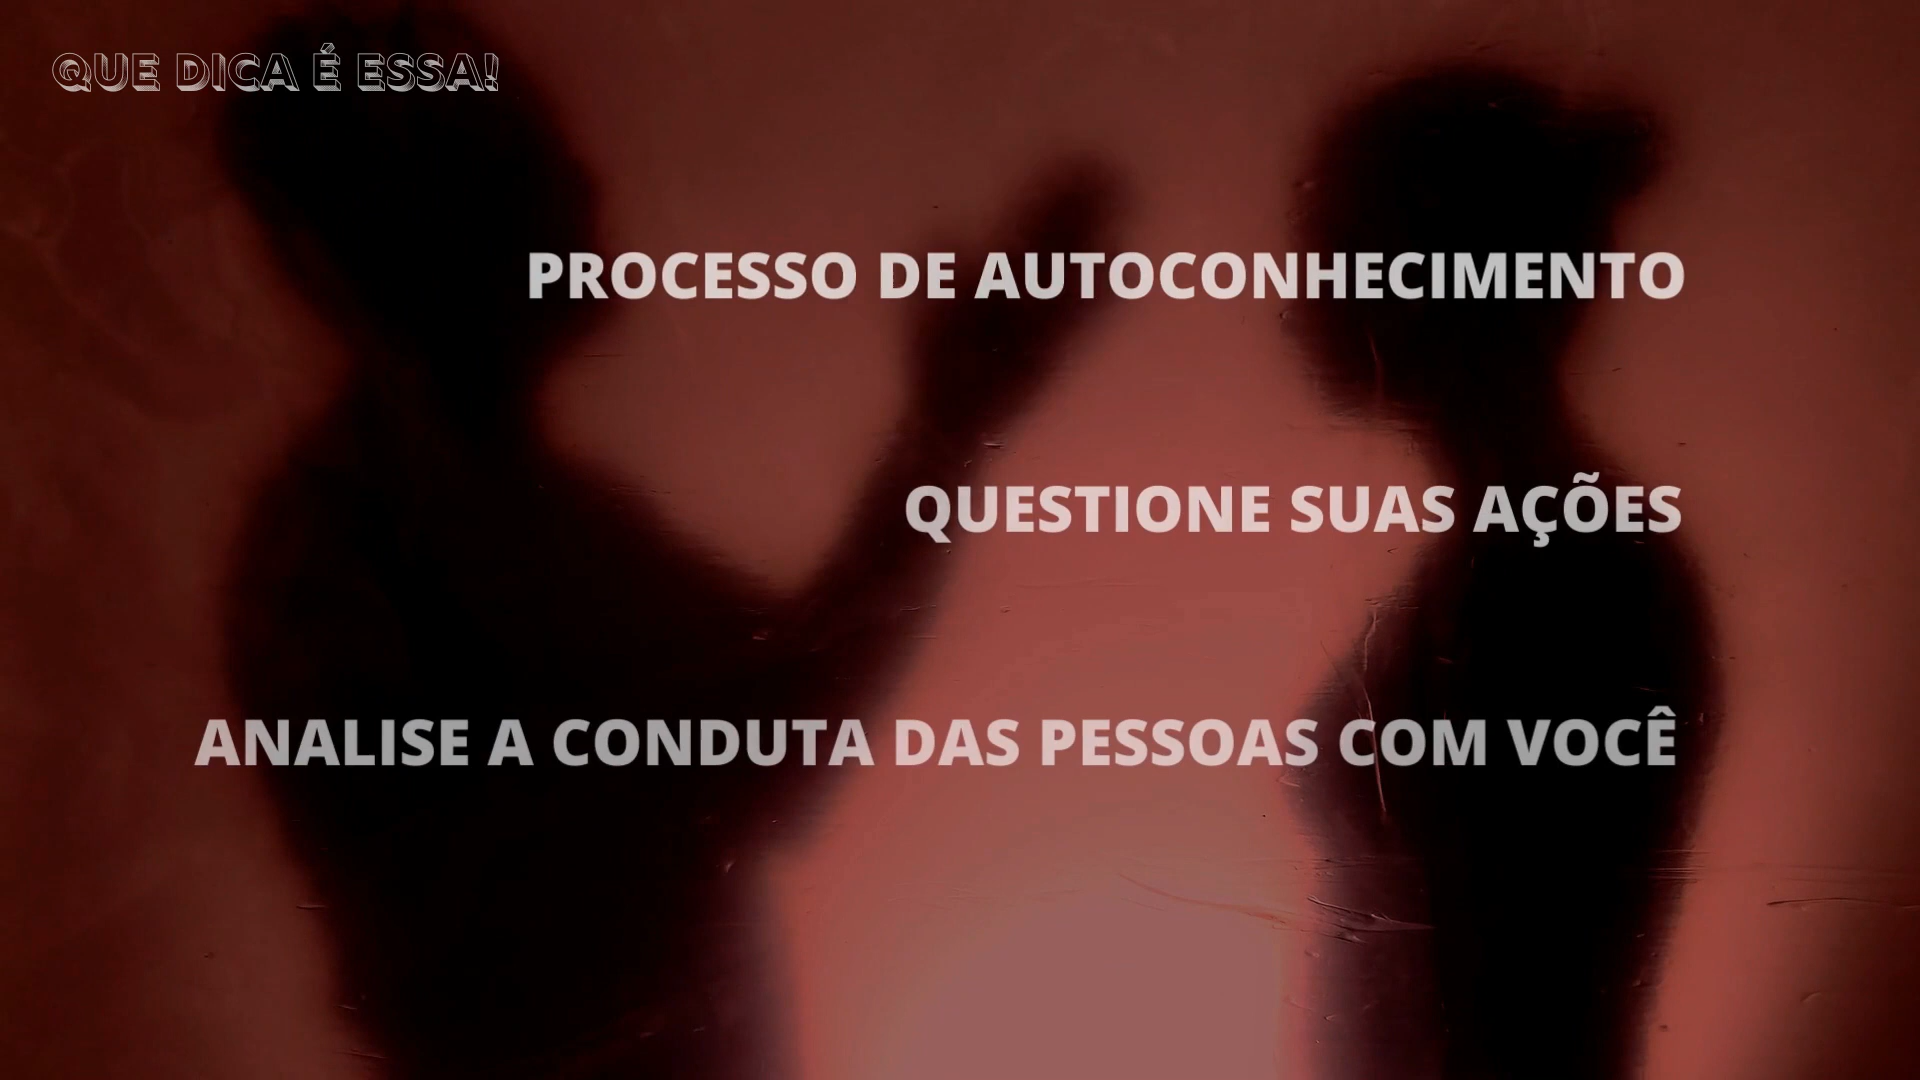 QUE DICA É ESSA!
PROCESSO DE AUTOCONHECIMENTO
QUESTIONE SUAS AÇÕES
ANALISE A CONDUTA DAS PESSOAS COM VOCÊ